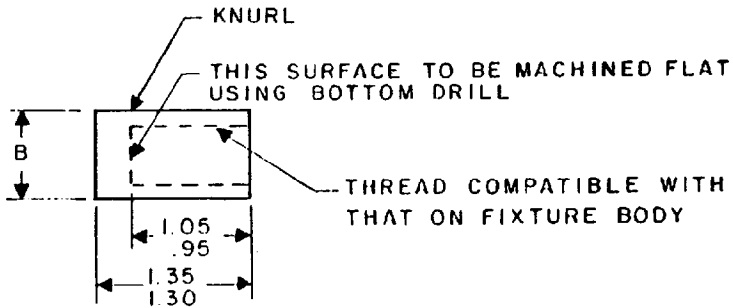 KNURL
THIS SURFACE TO BE MACHINED FLAT
USING BOTTOM DRILL
B
THREAD COMPATIBLE WITH
THAT ON FIXTURE BODY
1.05
.95
1.35
1.30